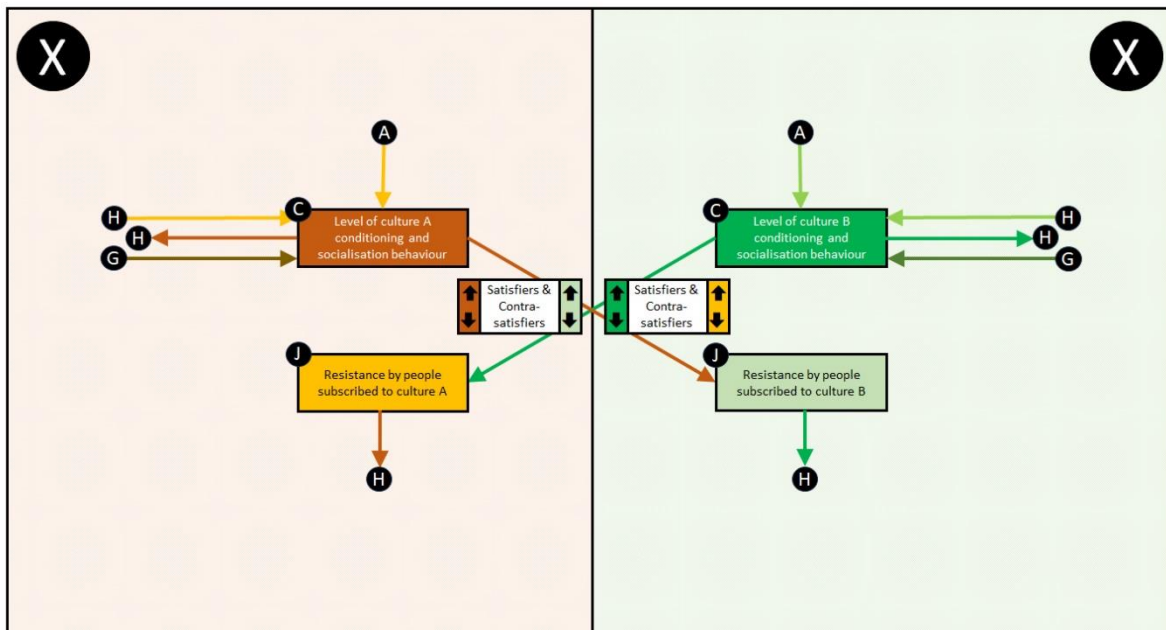 X
X
A
A
H
C
Level of culture A
conditioning and
socialisation behaviour
H
G
C
Level of culture B
conditioning and
socialisation behaviour
H
H
G
Satisfiers &
Contra-
satisfiers
Satisfiers &
Contra-
satisfiers
J
Resistance by people
subscribed to culture A
J
Resistance by people
subscribed to culture B
H
H